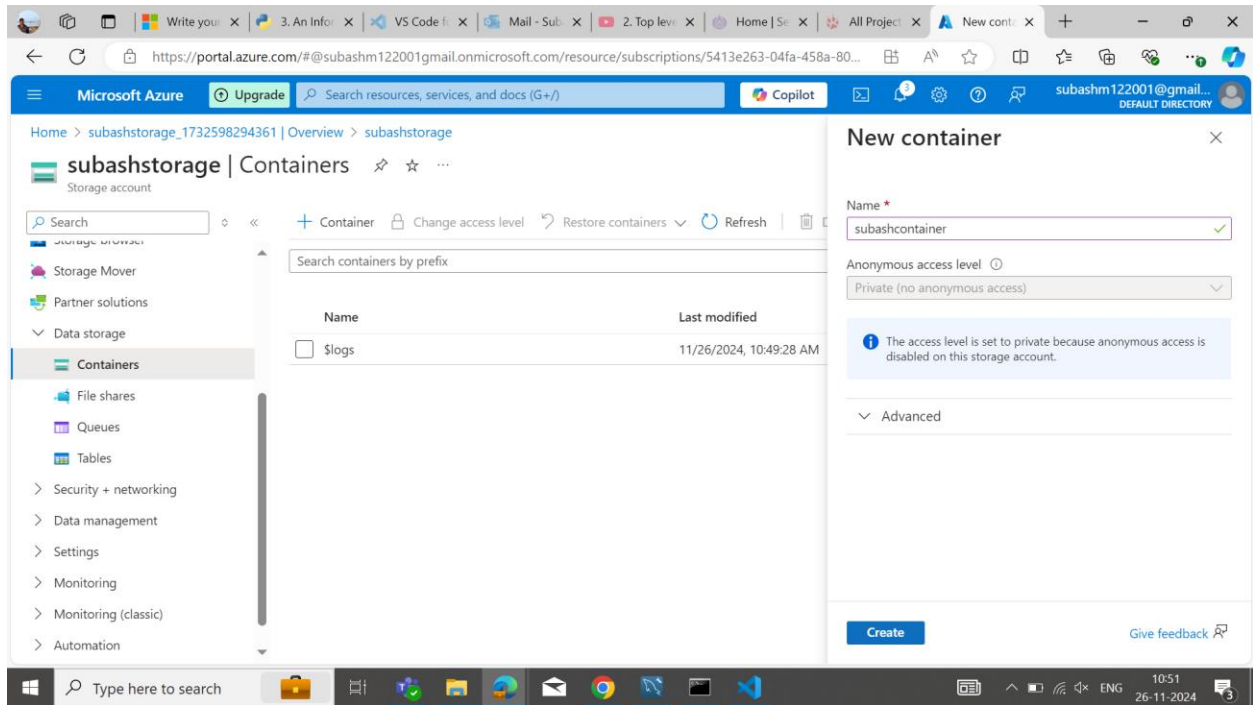 Write your
3. An Infor
VS Code f
Mail - Sub
2. Top leve
Home | Se
All Project
New conta
https://portal.azure.com/#@subashm122001gmail.onmicrosoft.com/resource/subscriptions/5413e263-04fa-458a-80...
Microsoft Azure
Upgrade
Search resources, services, and docs (G+/)
Copilot
3
subashm122001@gmail...
DEFAULT DIRECTORY
Home > subashstorage_1732598294361 | Overview > subashstorage
subashstorage | Containers
Storage account
Search
+ Container
Change access level
Restore containers
Refresh
Storage browser
Storage Mover
Partner solutions
Data storage
Containers
File shares
Queues
Tables
Security + networking
Data management
Settings
Monitoring
Monitoring (classic)
Automation
Search containers by prefix
Name
Last modified
$logs
11/26/2024, 10:49:28 AM
New container
Name *
subashcontainer
Anonymous access level
Private (no anonymous access)
The access level is set to private because anonymous access is
disabled on this storage account.
Advanced
Create
Give feedback
Type here to search
ENG
10:51
26-11-2024
3